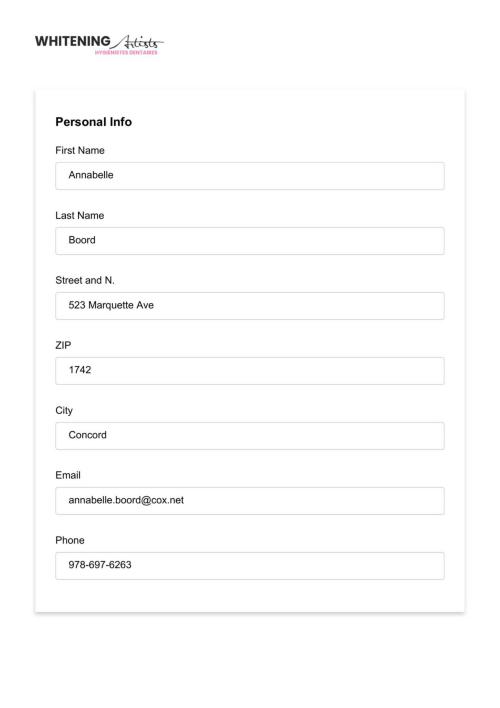 WHITENING Artists
HYGIÉNISTES DENTAIRES
Personal Info
First Name
Annabelle
Last Name
Boord
Street and N.
523 Marquette Ave
ZIP
1742
City
Concord
Email
annabelle.boord@cox.net
Phone
978-697-6263